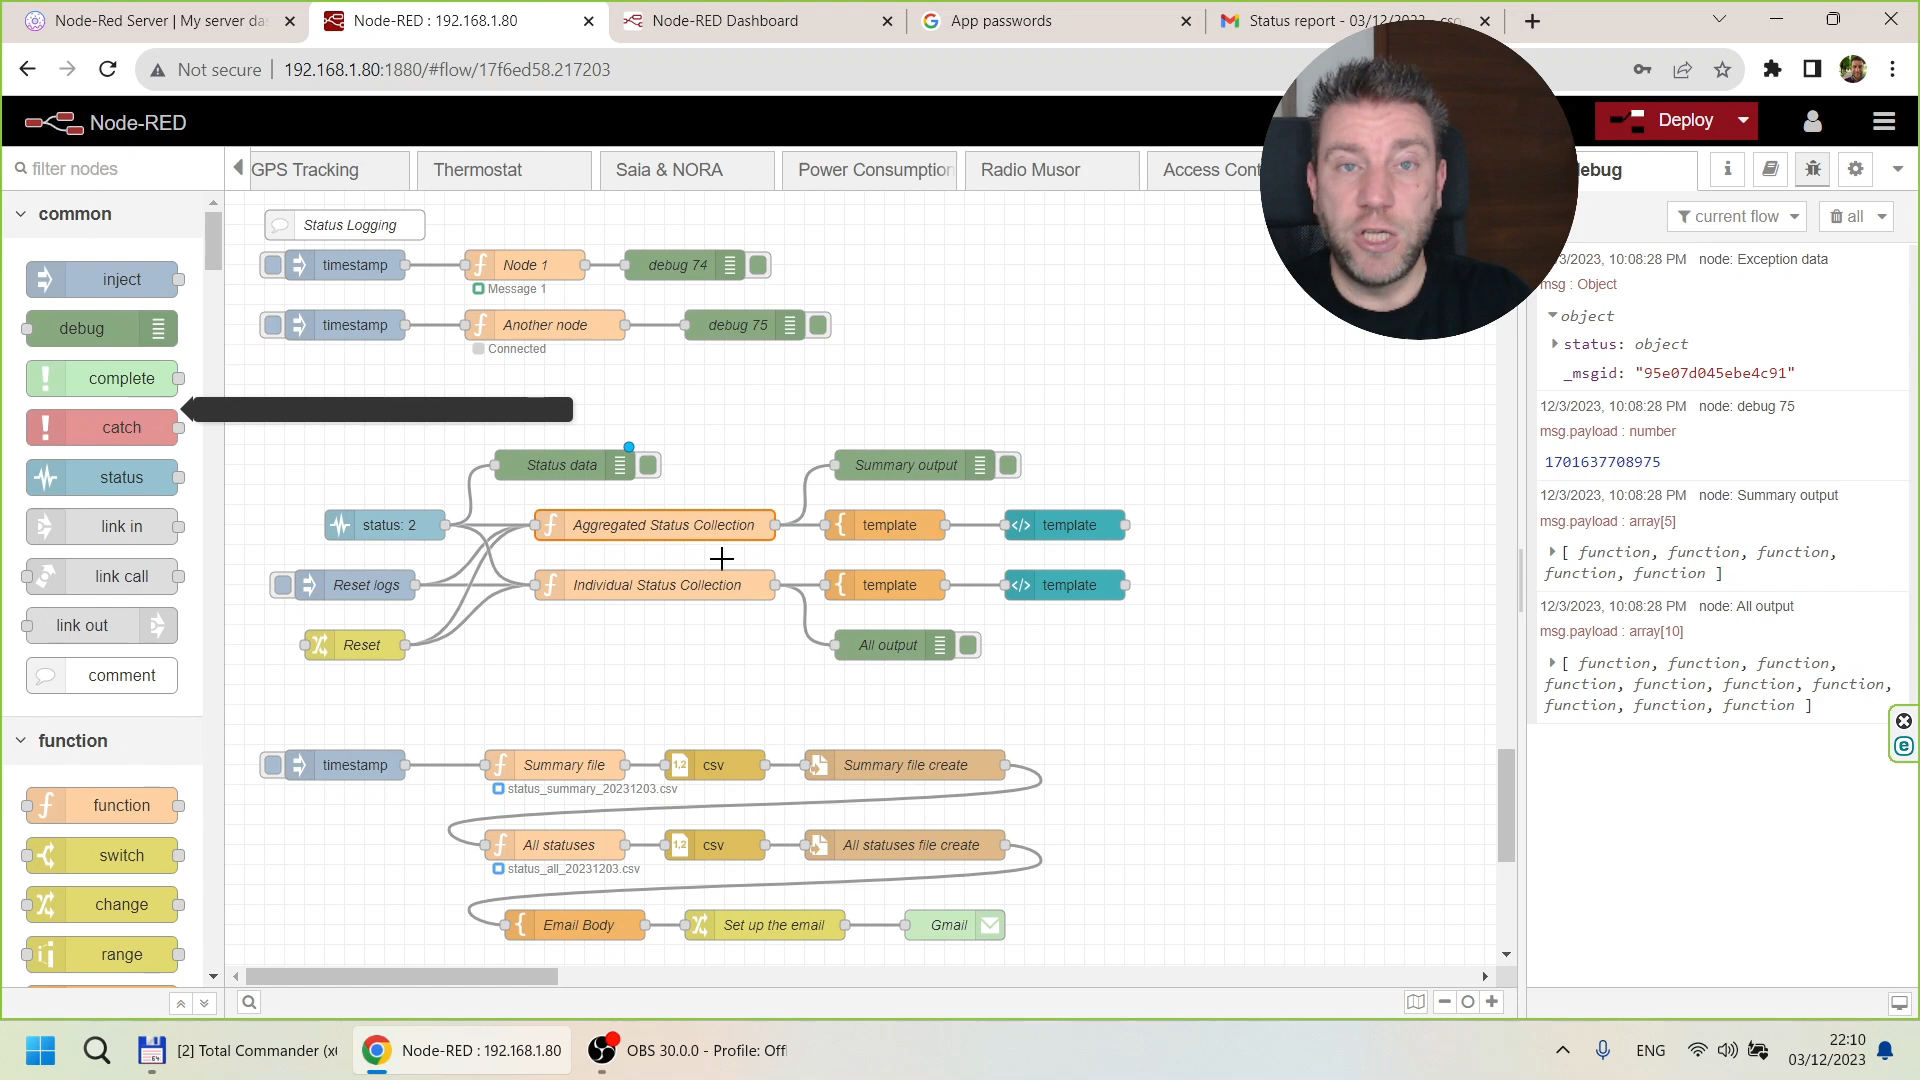 Node-Red Server | My server das
Node-RED : 192.168.1.80
Node-RED Dashboard
App passwords
Status report - 03/12/2023 - cso
Not secure
192.168.1.80:1880/#flow/17f6ed58.217203
Node-RED
Deploy
filter nodes
GPS Tracking
Thermostat
Saia & NORA
Power Consumption
Radio Musor
Access Cont
ebug
common
inject
debug
complete
catch
status
link in
link call
link out
comment
function
function
switch
change
range
Status Logging
timestamp
Node 1
debug 74
Message 1
timestamp
Another node
debug 75
Connected
Status data
Summary output
status: 2
Aggregated Status Collection
template
template
Reset logs
Individual Status Collection
template
template
Reset
All output
timestamp
Summary file
csv
Summary file create
status_summary_20231203.csv
All statuses
csv
All statuses file create
status_all_20231203.csv
Email Body
Set up the email
Gmail
current flow
all
/3/2023, 10:08:28 PM node: Exception data
msg : Object
object
status: object
_msgid: "95e07d045ebe4c91"
12/3/2023, 10:08:28 PM node: debug 75
msg.payload : number
1701637708975
12/3/2023, 10:08:28 PM node: Summary output
msg.payload : array[5]
[ function, function, function,
function, function ]
12/3/2023, 10:08:28 PM node: All output
msg.payload : array[10]
[ function, function, function,
function, function, function, function,
function, function, function ]
[2] Total Commander (x
Node-RED : 192.168.1.80
OBS 30.0.0 - Profile: Off
ENG
22:10
03/12/2023